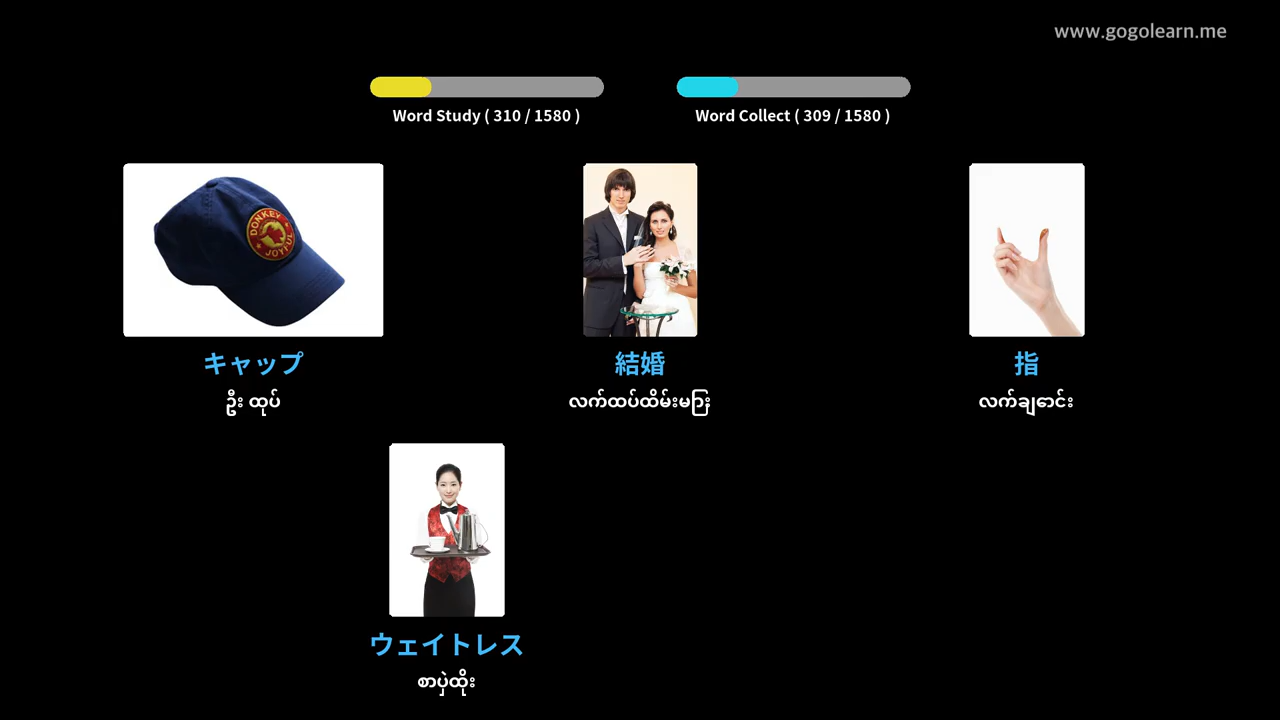 www.gogolearn.me
Word Study ( 310 / 1580 )
Word Collect ( 309 / 1580 )
DONKEY
JOYFUL
キャップ
結婚
指
ဦး ထုပ်
လက်ထပ်ထိမ်းမြား
လက်ချောင်း
ウェイトレス
စာပွဲထိုး